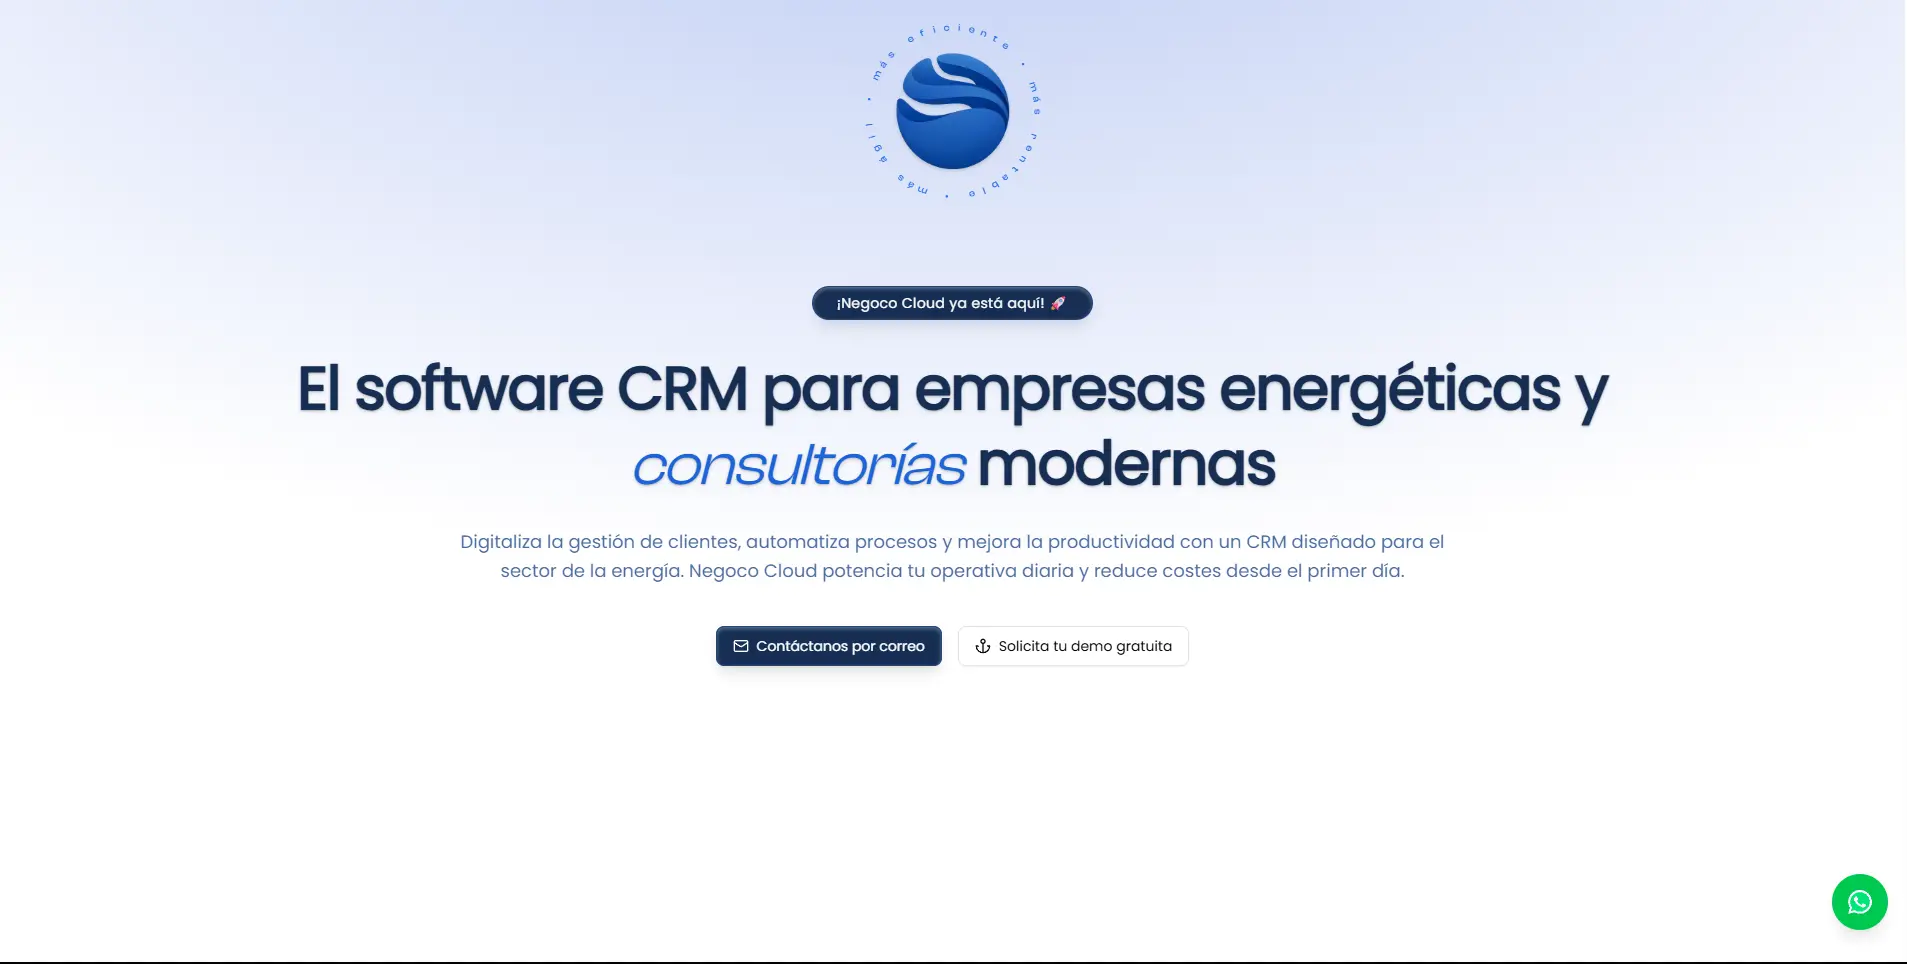 más eficiente • más rentable • más ágil •
¡Negoco Cloud ya está aquí! 🚀
El software CRM para empresas energéticas y
consultorías modernas
Digitaliza la gestión de clientes, automatiza procesos y mejora la productividad con un CRM diseñado para el
sector de la energía. Negoco Cloud potencia tu operativa diaria y reduce costes desde el primer día.
Contáctanos por correo
Solicita tu demo gratuita